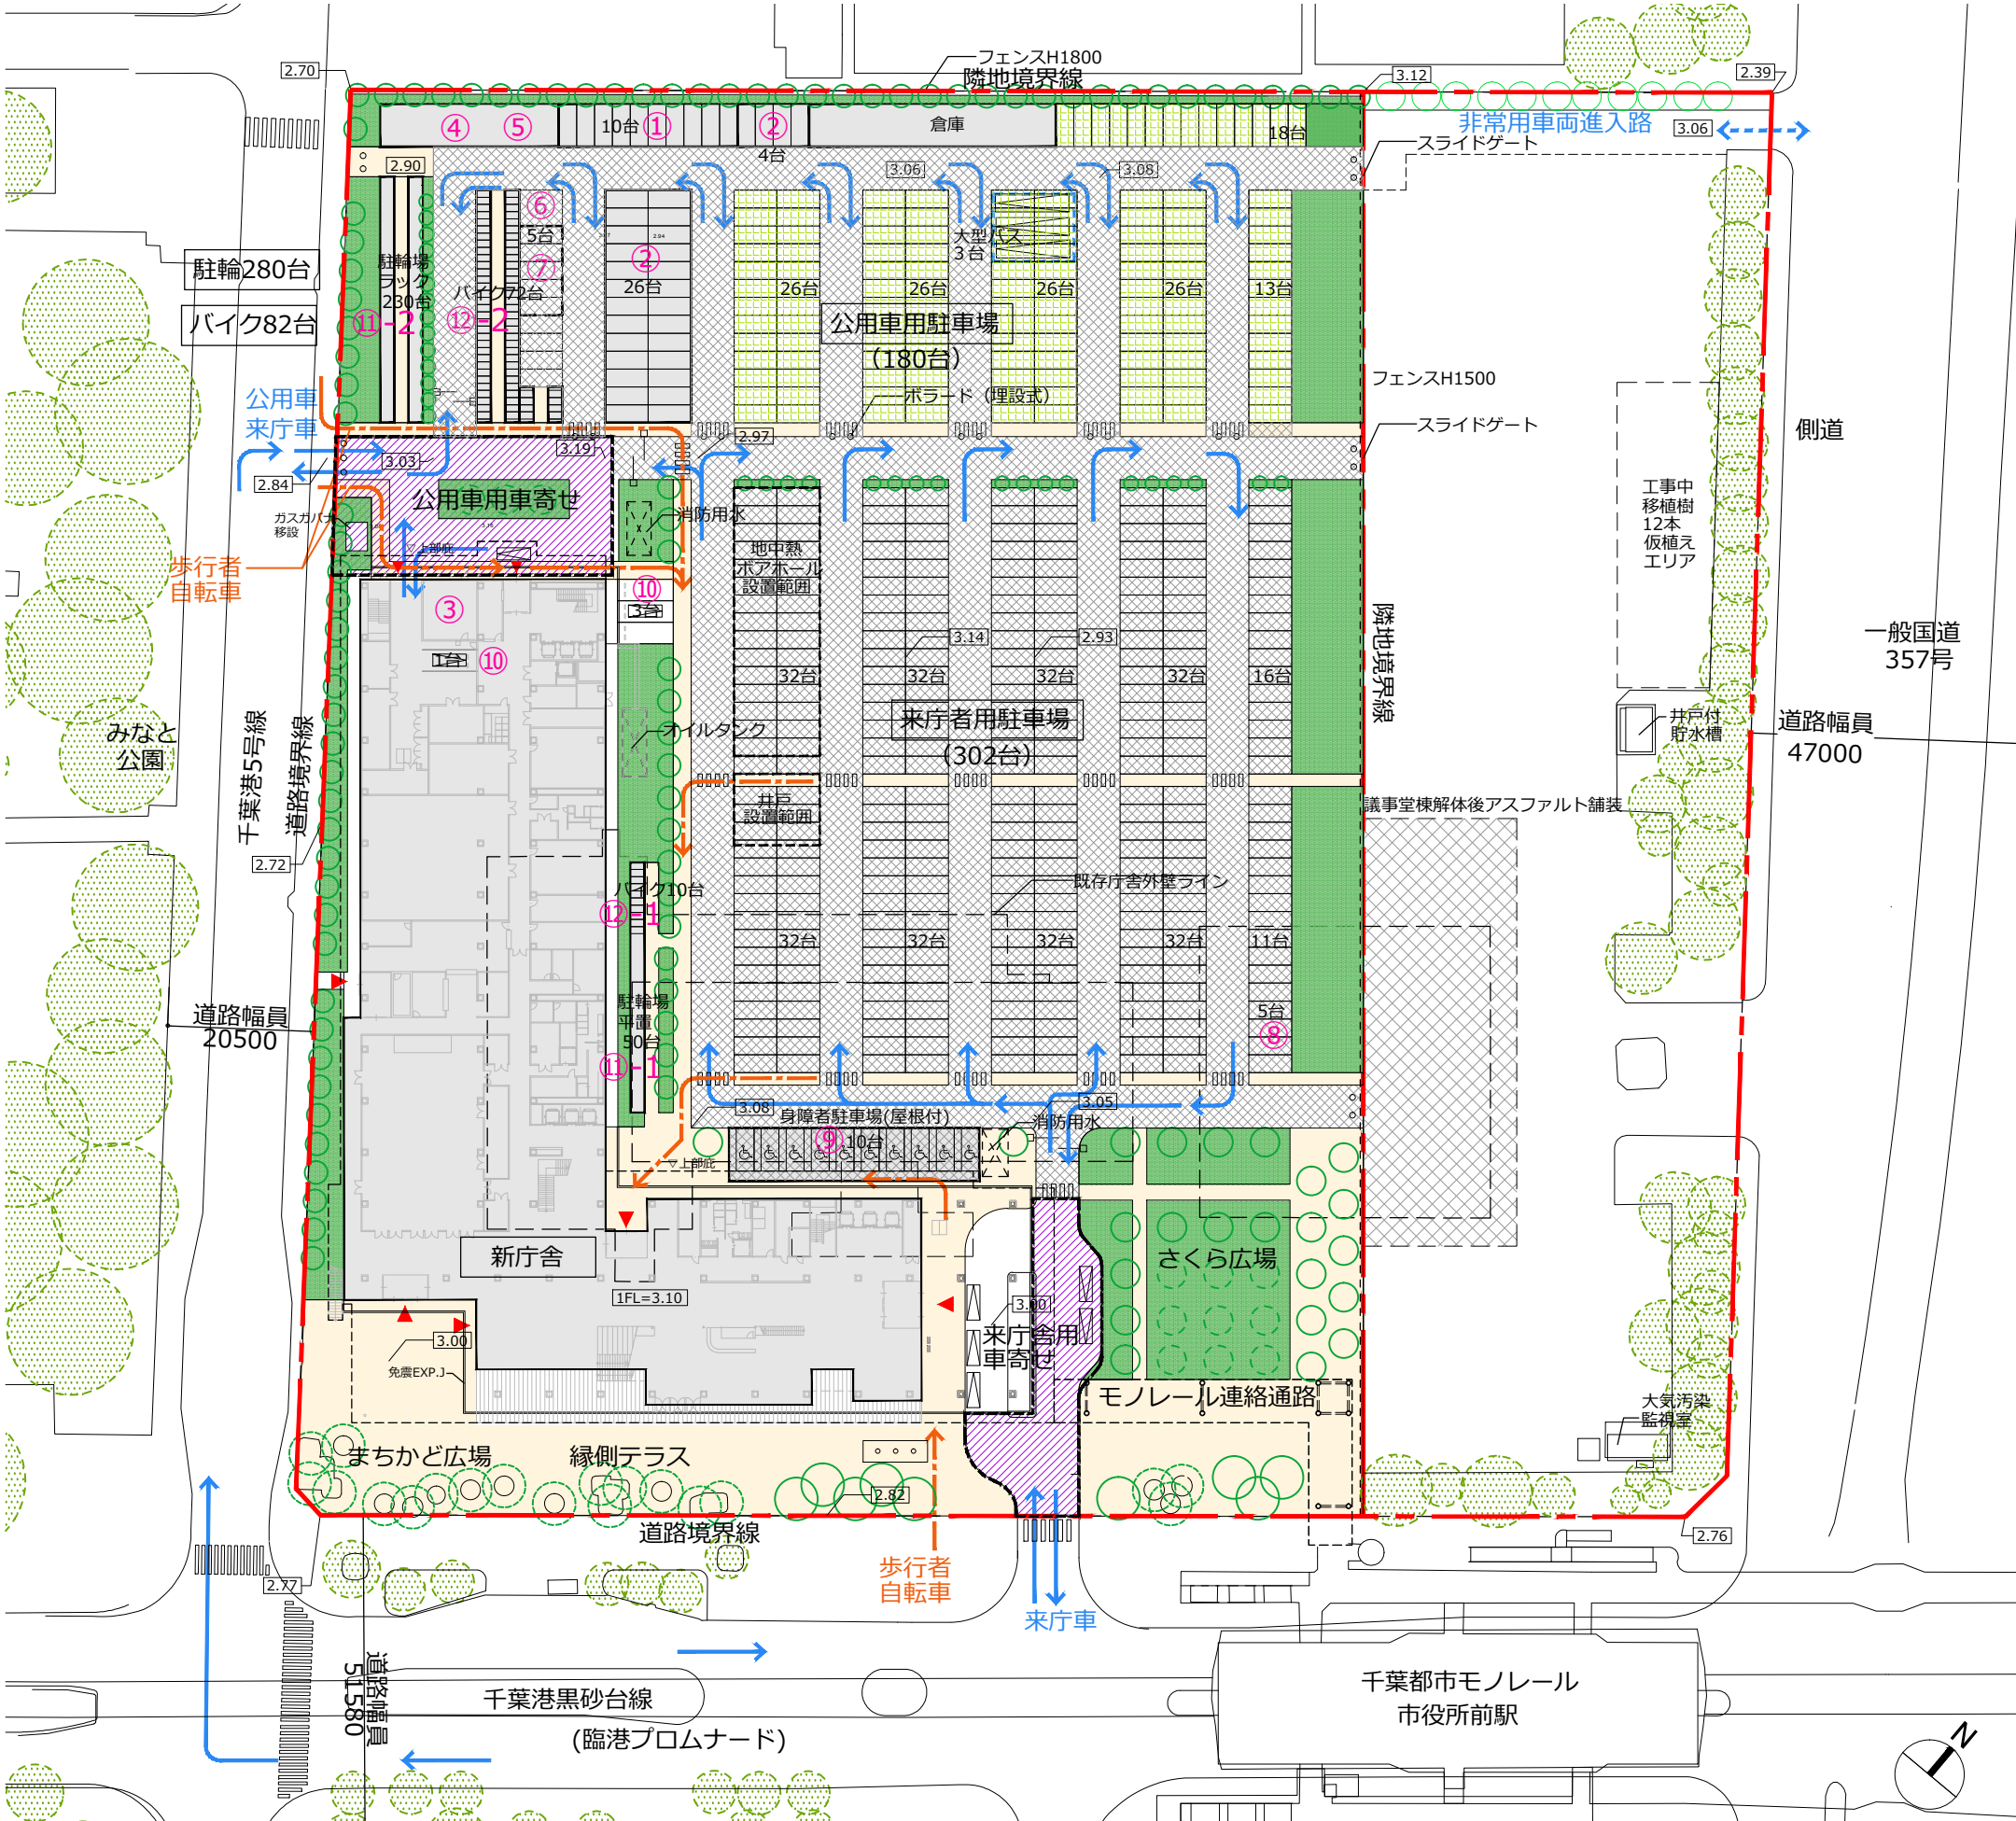 フェンスH1800
隣地境界線
2.70
3.12
2.39
④
⑤
10台
①
②
4台
倉庫
18台
非常用車両進入路
3.06
スライドゲート
2.90
3.06
3.08
⑥
5台
⑦
②
26台
2.94
大型バス
3台
駐輪280台
バイク82台
駐輪場
ラック
230台
⑪-2
バイク72台
⑫-2
26台
26台
26台
26台
13台
公用車用駐車場
(180台)
ボラード（埋設式）
フェンスH1500
スライドゲート
側道
公用車
来庁車
2.84
3.03
3.19
2.97
公用車用車寄せ
ガスガバナ
移設
▽上部庇
消防用水
歩行者
自転車
地中熱
ボアホール
設置範囲
工事中
移植樹
12本
仮植え
エリア
③
⑩
3台
1台
⑩
3.14
2.93
32台
32台
32台
32台
16台
隣地境界線
一般国道
357号
来庁者用駐車場
(302台)
オイルタンク
みなと
公園
千葉港5号線
道路境界線
井戸付
貯水槽
道路幅員
47000
井戸
設置範囲
議事堂棟解体後アスファルト舗装
2.72
バイク10台
⑫-1
既存庁舎外壁ライン
32台
32台
32台
32台
11台
駐輪場
平置
50台
⑪-1
5台
⑧
道路幅員
20500
3.08
身障者駐車場(屋根付)
⑨
10台
3.05
消防用水
▽上部庇
新庁舎
1FL=3.10
さくら広場
3.00
来庁舎用
車寄せ
3.00
免震EXP.J
モノレール連絡通路
大気汚染
監視室
まちかど広場
縁側テラス
2.82
道路境界線
2.76
2.77
歩行者
自転車
来庁車
道路幅員
51580
千葉港黒砂台線
(臨港プロムナード)
千葉都市モノレール
市役所前駅
N